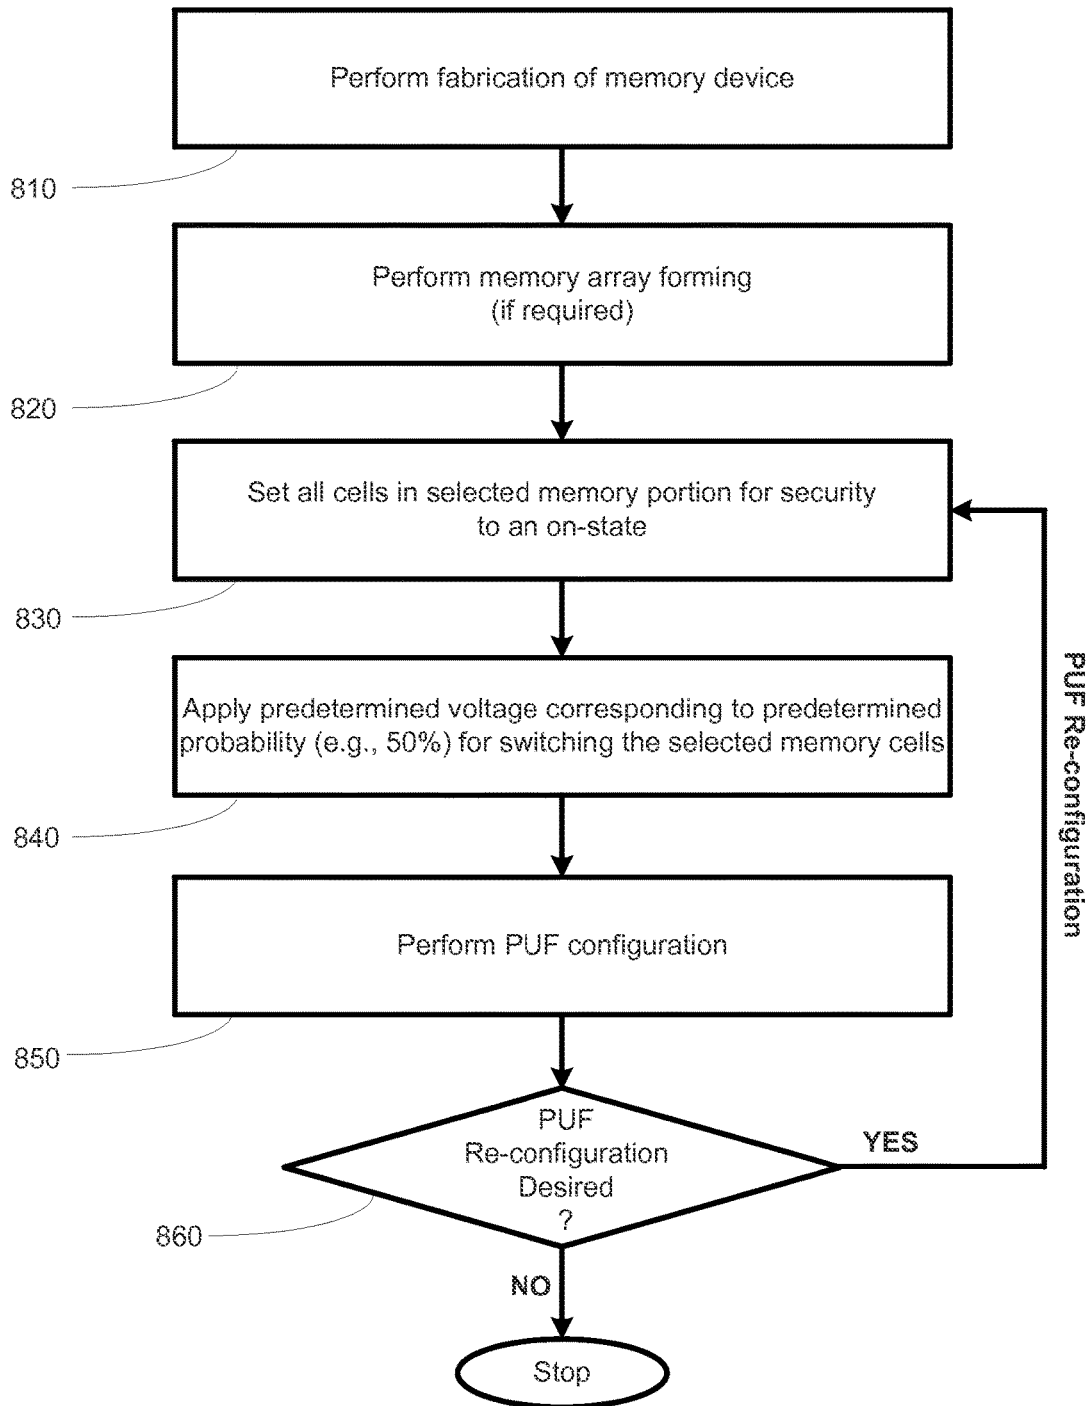 Perform fabrication of memory device
810
Perform memory array forming
(if required)
820
Set all cells in selected memory portion for security
to an on-state
830
Apply predetermined voltage corresponding to predetermined
probability (e.g., 50%) for switching the selected memory cells
840
PUF Re-configuration
Perform PUF configuration
850
PUF
Re-configuration
Desired
?
YES
860
NO
Stop